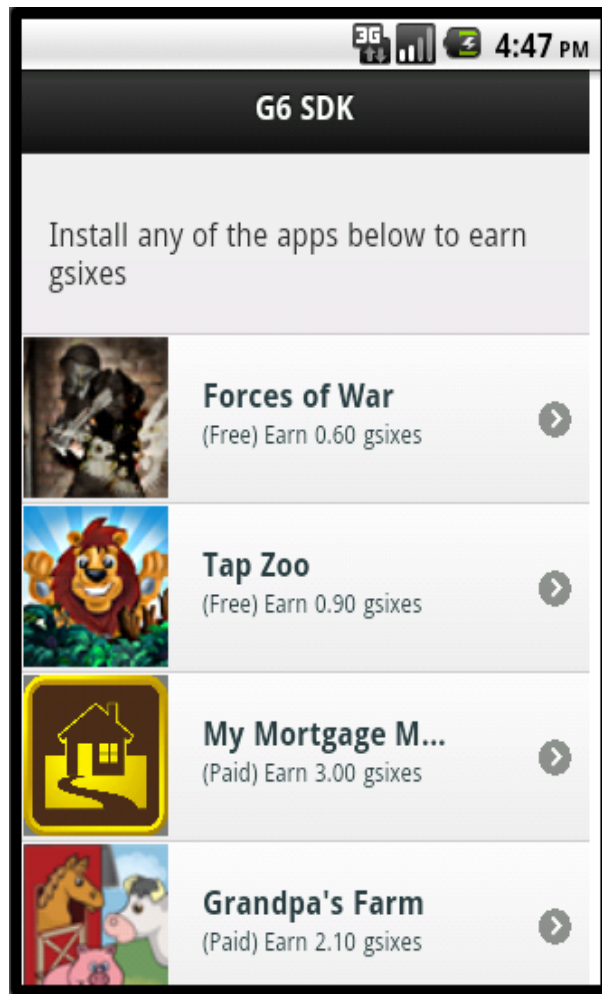 3G 4:47 PM
G6 SDK
Install any of the apps below to earn
gsixes
Forces of War
(Free) Earn 0.60 gsixes
Tap Zoo
(Free) Earn 0.90 gsixes
My Mortgage M...
(Paid) Earn 3.00 gsixes
Grandpa's Farm
(Paid) Earn 2.10 gsixes